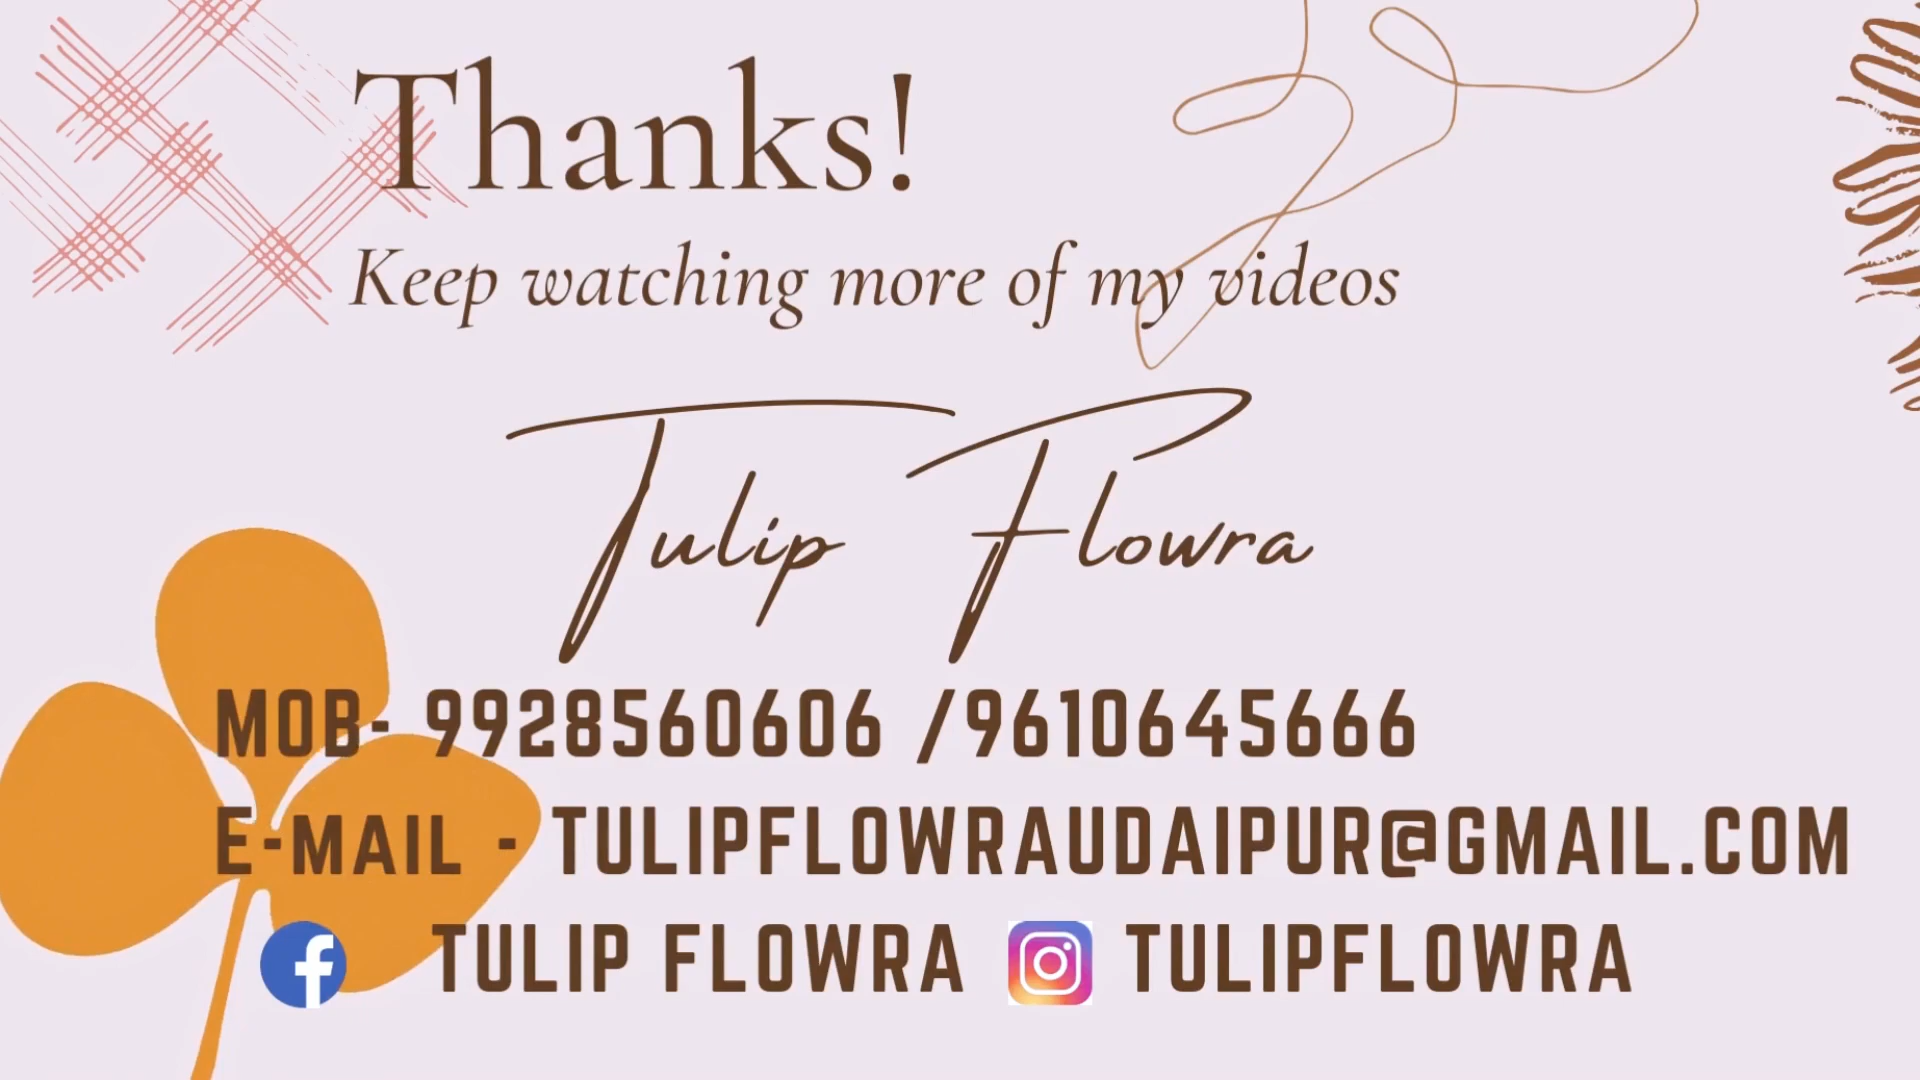 Thanks!
Keep watching more of my videos
Tulip Flowra
MOB- 9928560606 /9610645666
E-MAIL - TULIPFLOWRAUDAIPUR@GMAIL.COM
TULIP FLOWRA TULIPFLOWRA